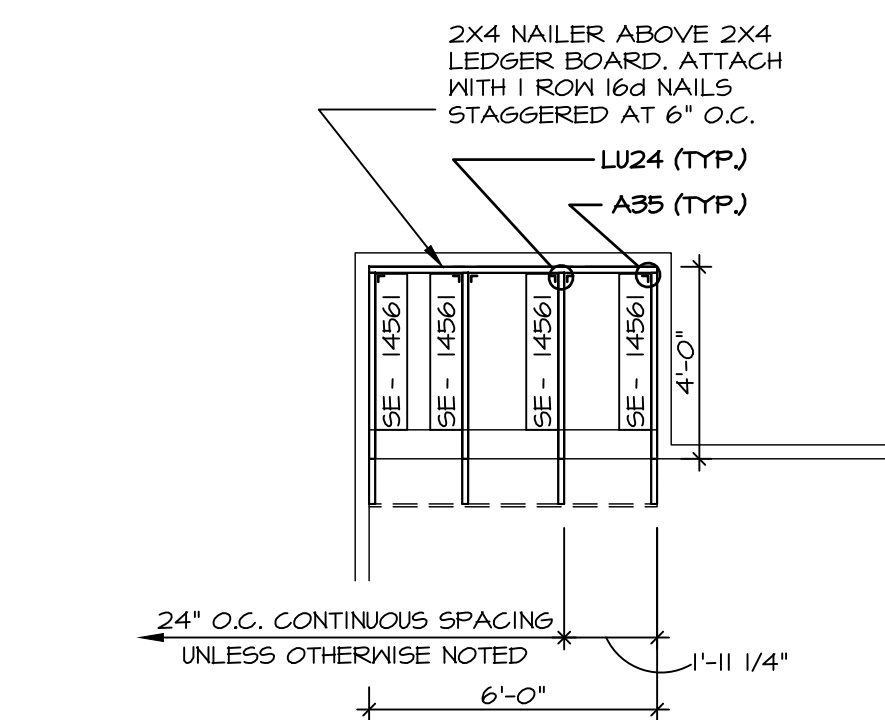 2X4 NAILER ABOVE 2X4
LEDGER BOARD. ATTACH
WITH 1 ROW 16d NAILS
STAGGERED AT 6" O.C.
LU24 (TYP.)
A35 (TYP.)
SE - 14561
SE - 14561
SE - 14561
SE - 14561
4'-0"
24" O.C. CONTINUOUS SPACING
UNLESS OTHERWISE NOTED
1'-11 1/4"
6'-0"